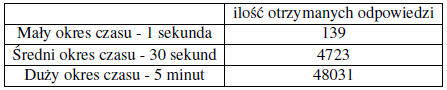 ilość otrzymanych odpowiedzi
Mały okres czasu - 1 sekunda 139
Średni okres czasu - 30 sekund 4723
Duży okres czasu - 5 minut 48031